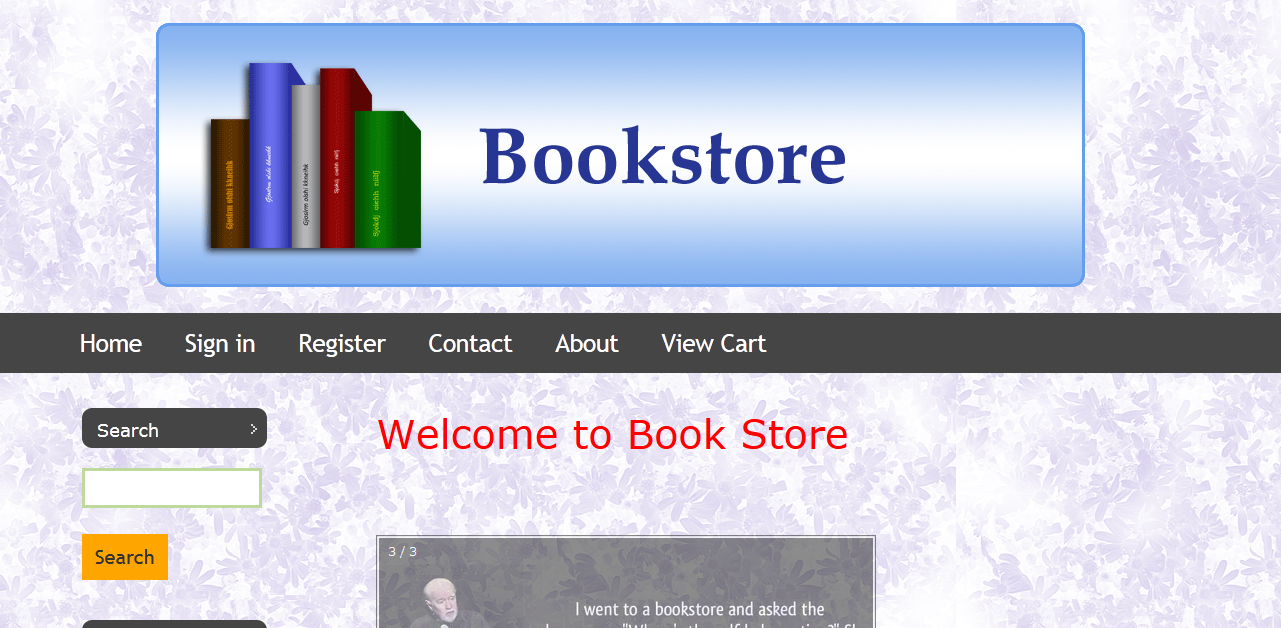 Bookstore
Home Sign in Register Contact About View Cart
Search
Welcome to Book Store
Search
3 / 3
I went to a bookstore and asked the